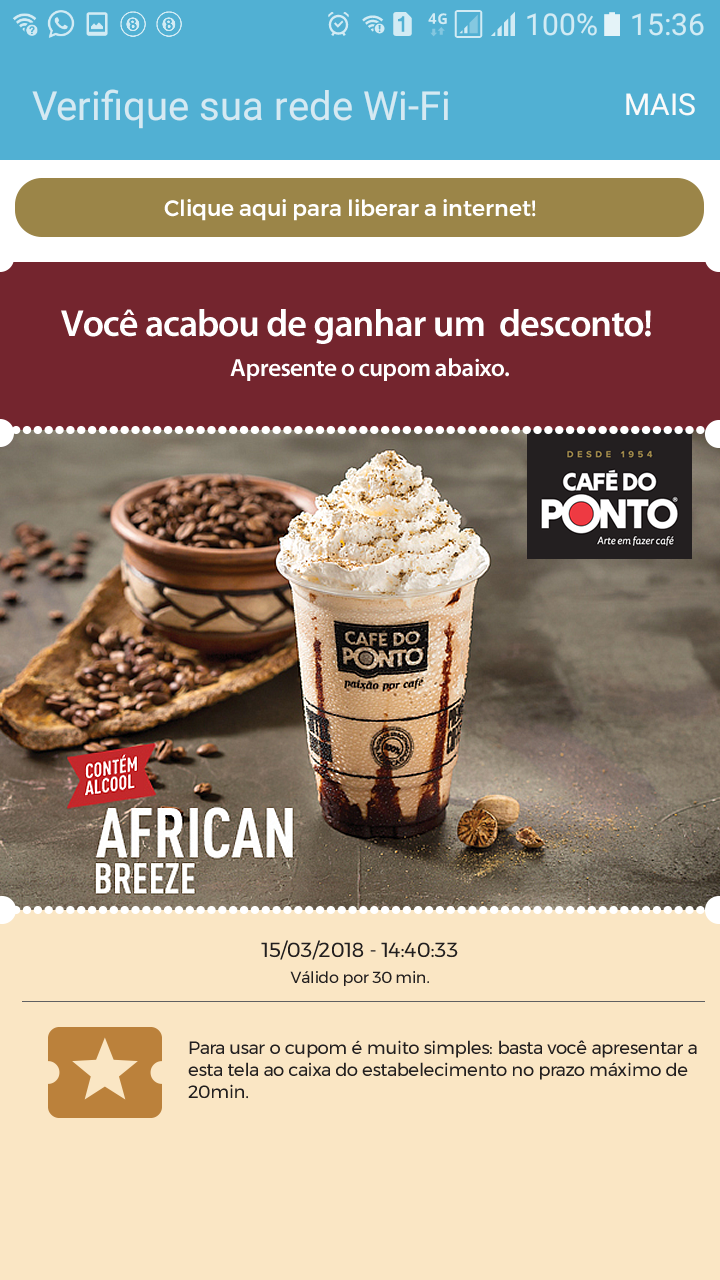 4G 100% 15:36
Verifique sua rede Wi-Fi MAIS
Clique aqui para liberar a internet!
Você acabou de ganhar um desconto!
Apresente o cupom abaixo.
DESDE 1954
CAFÉ DO
PONTO
Arte em fazer café
CAFÉ DO
PONTO
paixão por café
CONTÉM
ALCOOL
AFRICAN
BREEZE
15/03/2018 - 14:40:33
Válido por 30 min.
Para usar o cupom é muito simples: basta você apresentar a
esta tela ao caixa do estabelecimento no prazo máximo de
20min.